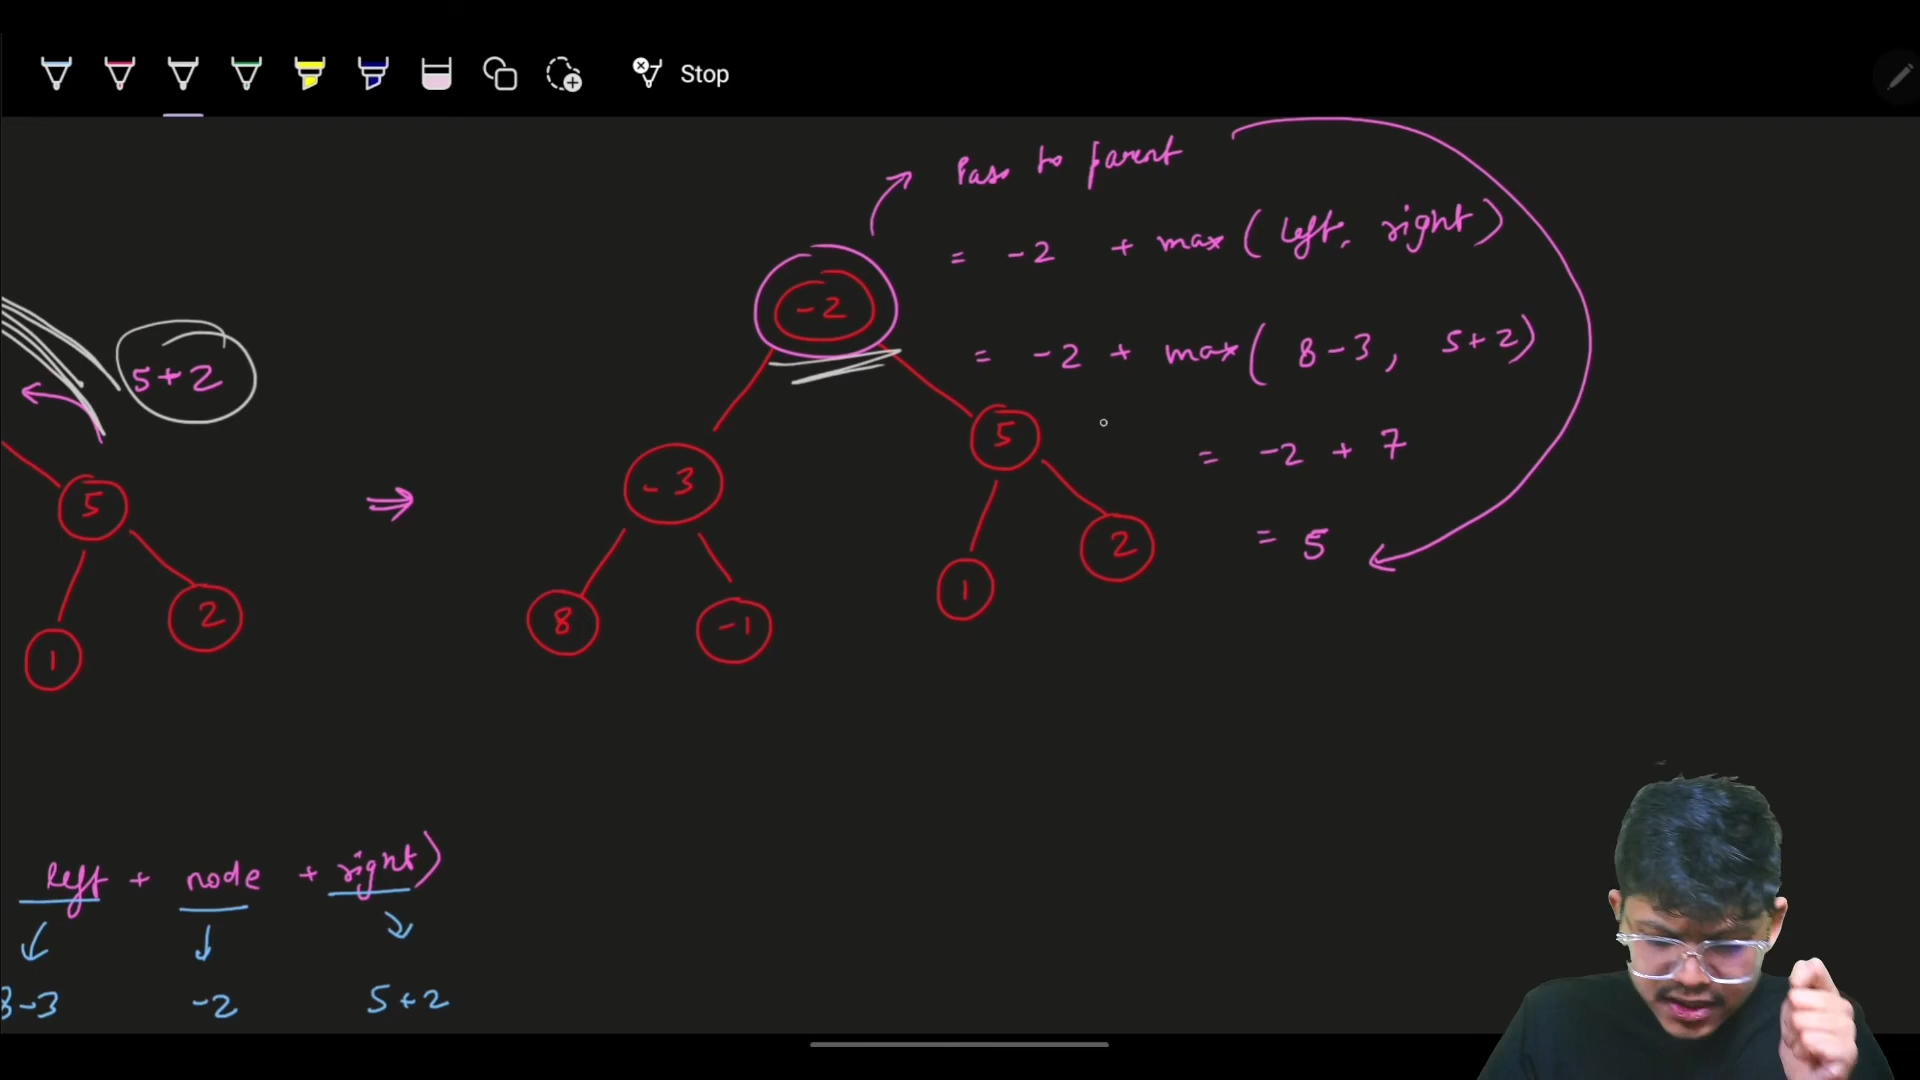 Stop
Pass to parent
= -2 + max(left, right)
-2
= -2 + max(8-3, 5+2)
5+2
5
= -2 + 7
-3
5
2
= 5
1
8
-1
2
1
left + node + right)
8-3 -2 5+2